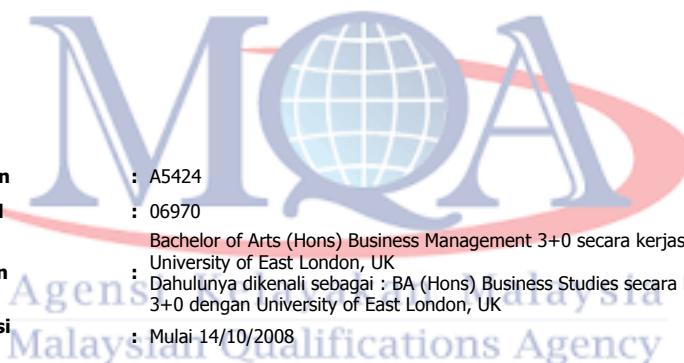 MQA
n : A5424
: 06970
Bachelor of Arts (Hons) Business Management 3+0 secara
University of East London, UK
n :
Dahulunya dikenali sebagai : BA (Hons) Business Studies secara
3+0 dengan University of East London, UK
Agensi Kelayakan Malaysia
si : Mulai 14/10/2008
Malaysian Qualifications Agency